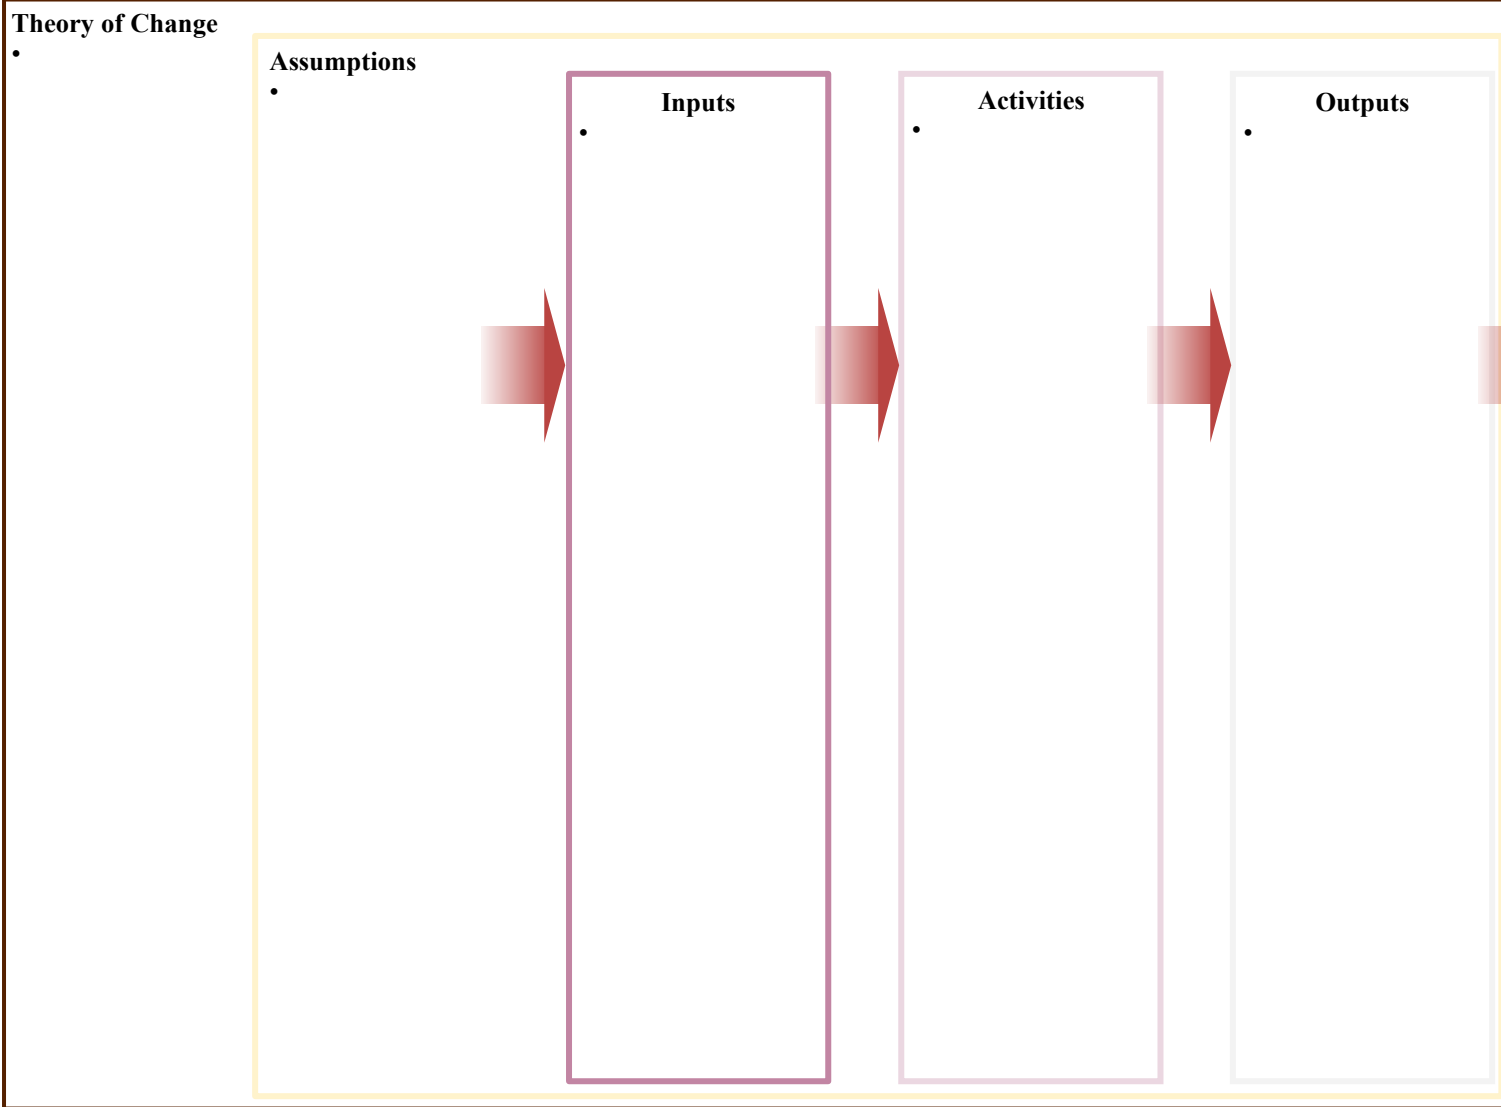 Theory of Change
•
Assumptions
•
Inputs
•
Activities
•
Outputs
•